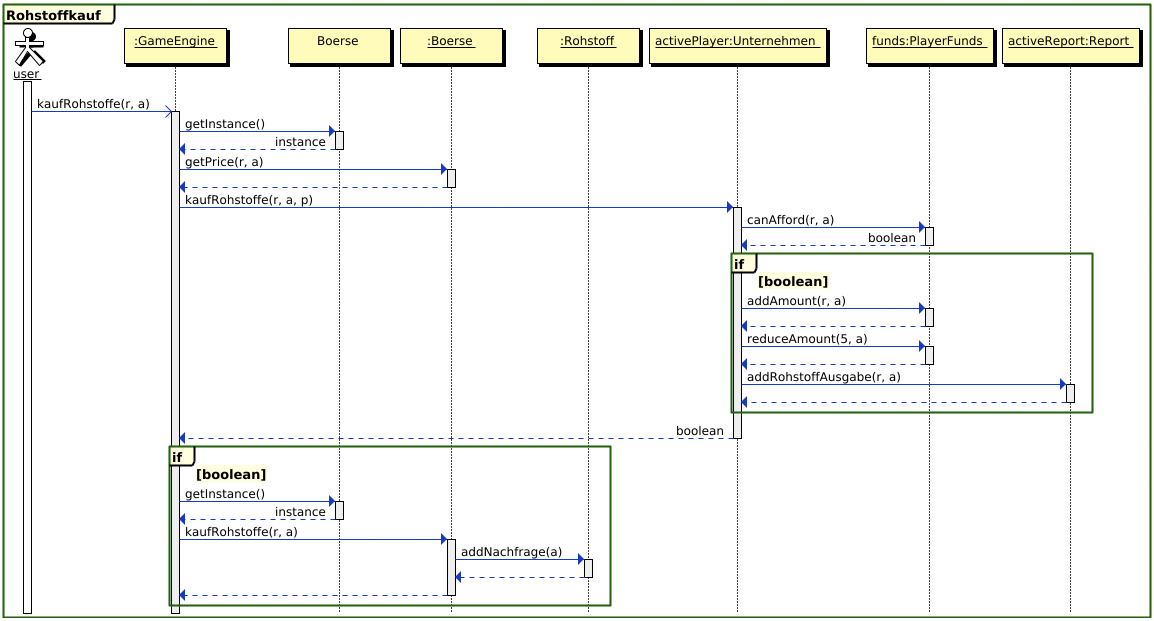 Rohstoffkauf
user
:GameEngine
Boerse
:Boerse
:Rohstoff
activePlayer:Unternehmen
funds:PlayerFunds
activeReport:Report
kaufRohstoffe(r, a)
getInstance()
instance
getPrice(r, a)
kaufRohstoffe(r, a, p)
canAfford(r, a)
boolean
if
[boolean]
addAmount(r, a)
reduceAmount(5, a)
addRohstoffAusgabe(r, a)
boolean
if
[boolean]
getInstance()
instance
kaufRohstoffe(r, a)
addNachfrage(a)